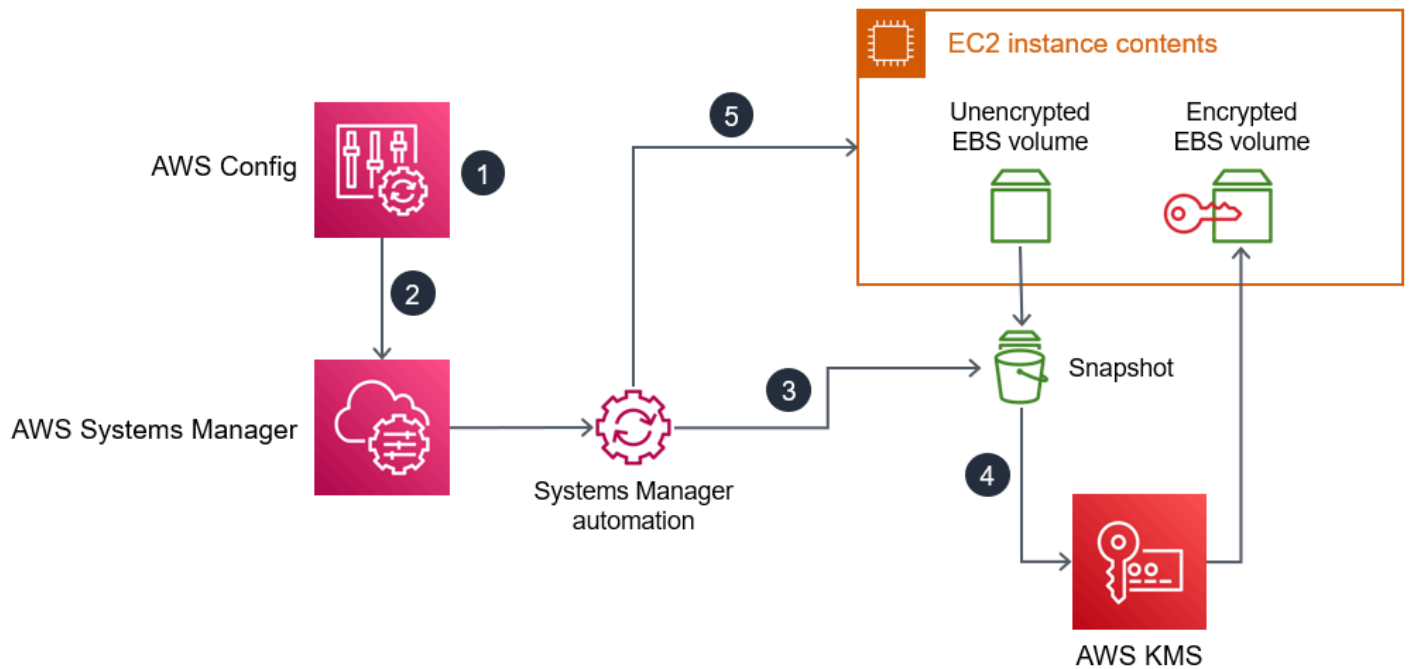 EC2 instance contents
5
Unencrypted
EBS volume
Encrypted
EBS volume
AWS Config
1
2
3
Snapshot
AWS Systems Manager
4
Systems Manager
automation
AWS KMS